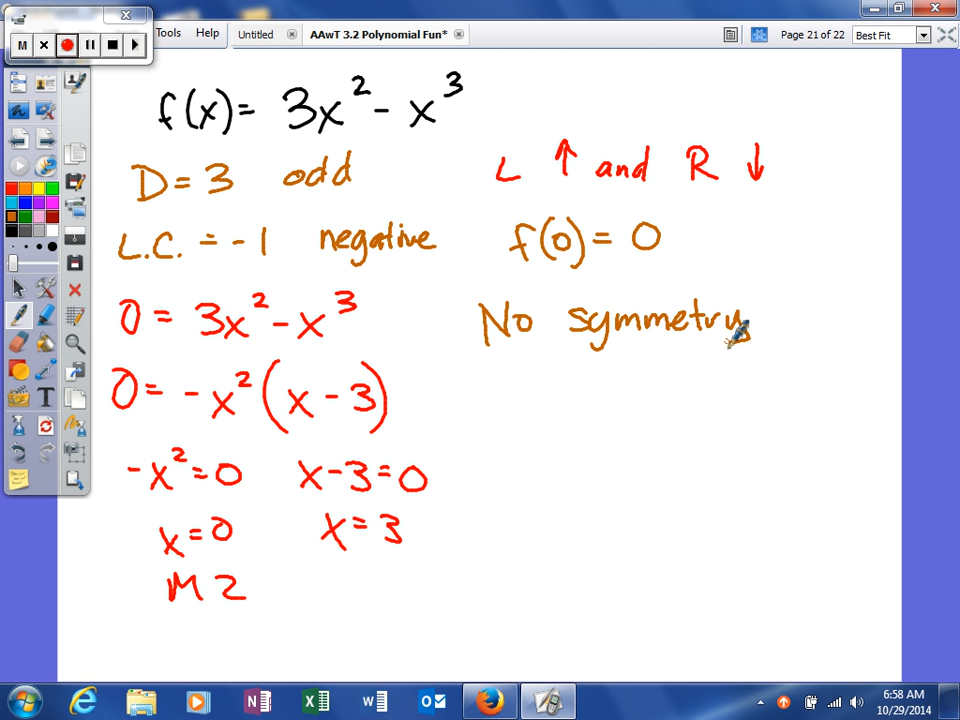 M
Tools Help Untitled AAwT 3.2 Polynomial Fun* Page 21 of 22 Best Fit
f(x) = 3x² - x³
D = 3 odd
L ↑ and R ↓
L.C. = -1 negative
f(0) = 0
0 = 3x² - x³
No symmetry
0 = -x² (x - 3)
-x² = 0 x - 3 = 0
x = 0 x = 3
M 2
6:58 AM
10/29/2014